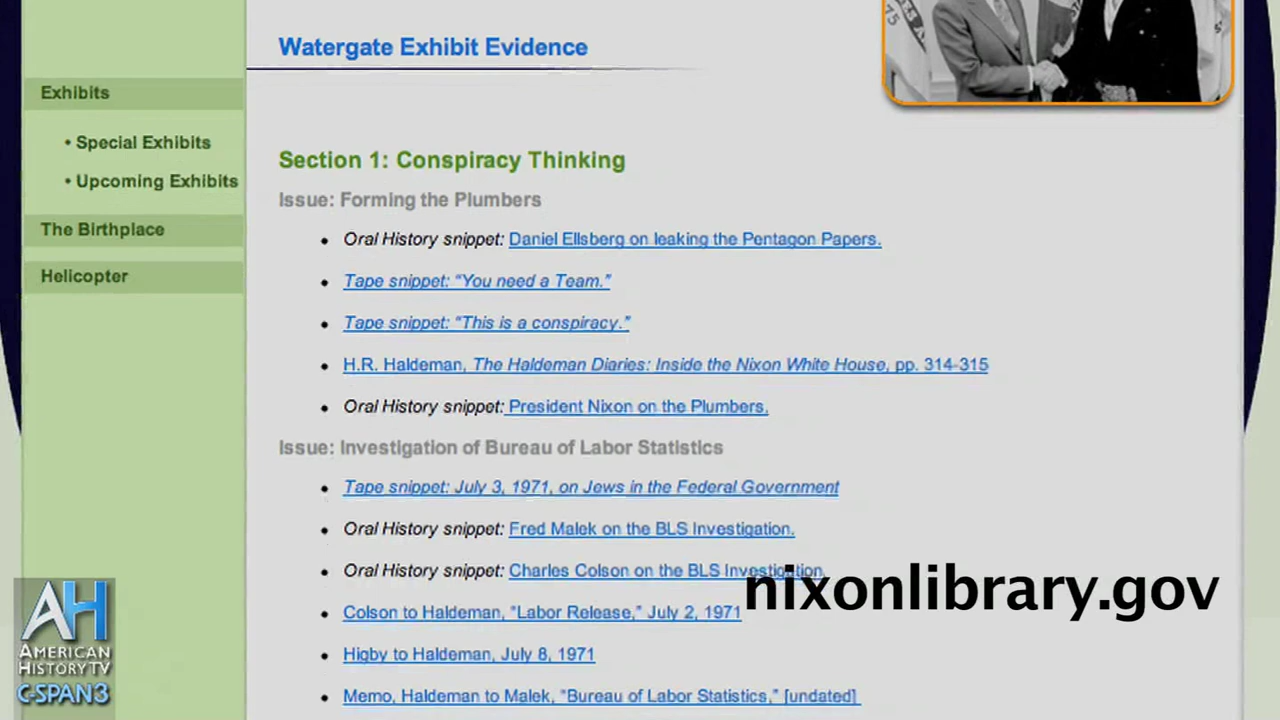 Watergate Exhibit Evidence
Exhibits
• Special Exhibits
• Upcoming Exhibits
The Birthplace
Helicopter
Section 1: Conspiracy Thinking
Issue: Forming the Plumbers
• Oral History snippet: Daniel Ellsberg on leaking the Pentagon Papers.
• Tape snippet: “You need a Team.”
• Tape snippet: “This is a conspiracy.”
• H.R. Haldeman, The Haldeman Diaries: Inside the Nixon White House, pp. 314-315
• Oral History snippet: President Nixon on the Plumbers.
Issue: Investigation of Bureau of Labor Statistics
• Tape snippet: July 3, 1971, on Jews in the Federal Government
• Oral History snippet: Fred Malek on the BLS Investigation.
• Oral History snippet: Charles Colson on the BLS Investigation.
• Colson to Haldeman, "Labor Release," July 2, 1971
• Higby to Haldeman, July 8, 1971
• Memo, Haldeman to Malek, "Bureau of Labor Statistics," [undated]
nixonlibrary.gov
AH
AMERICAN
HISTORY TV
C-SPAN3
75